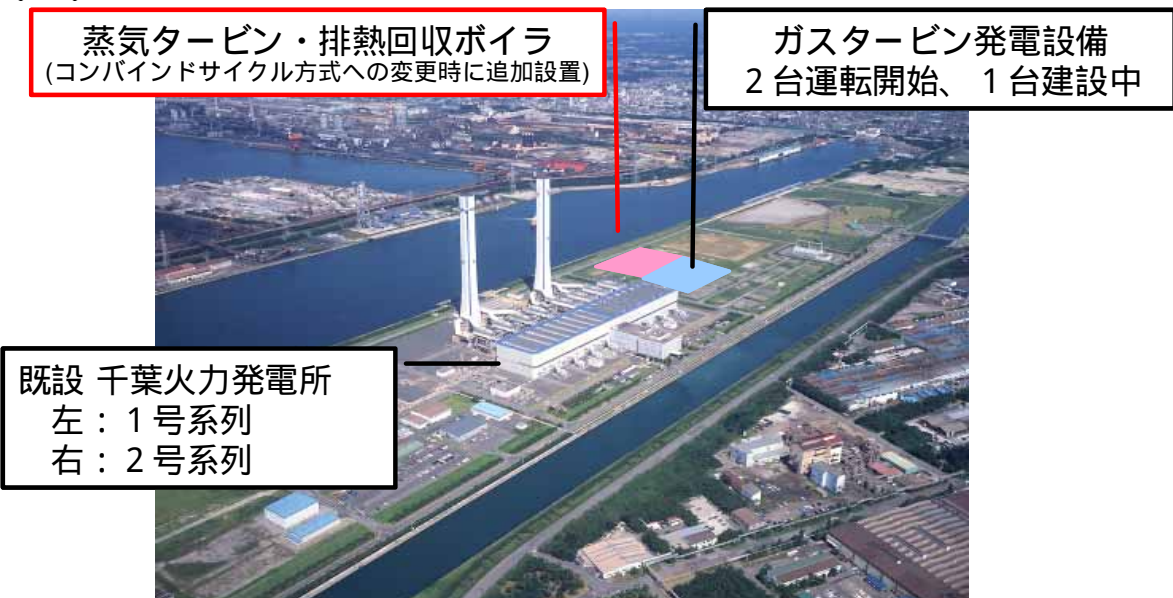 蒸気タービン・排熱回収ボイラ
(コンバインドサイクル方式への変更時に追加設置)
ガスタービン発電設備
2台運転開始、1台建設中
既設 千葉火力発電所
左：1号系列
右：2号系列